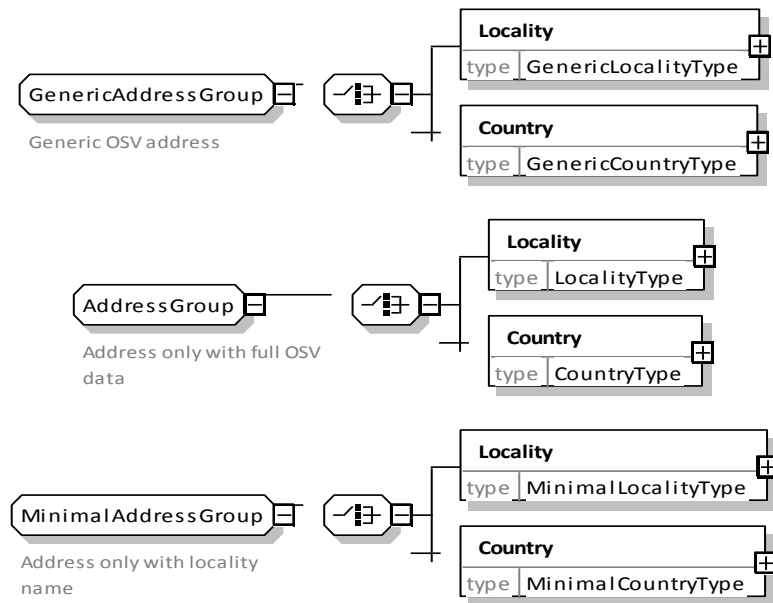 Locality
type GenericLocalityType
GenericAddressGroup
Generic OSV address
Country
type GenericCountryType
Locality
type LocalityType
AddressGroup
Address only with full OSV
data
Country
type CountryType
Locality
type MinimalLocalityType
MinimalAddressGroup
Address only with locality
name
Country
type MinimalCountryType